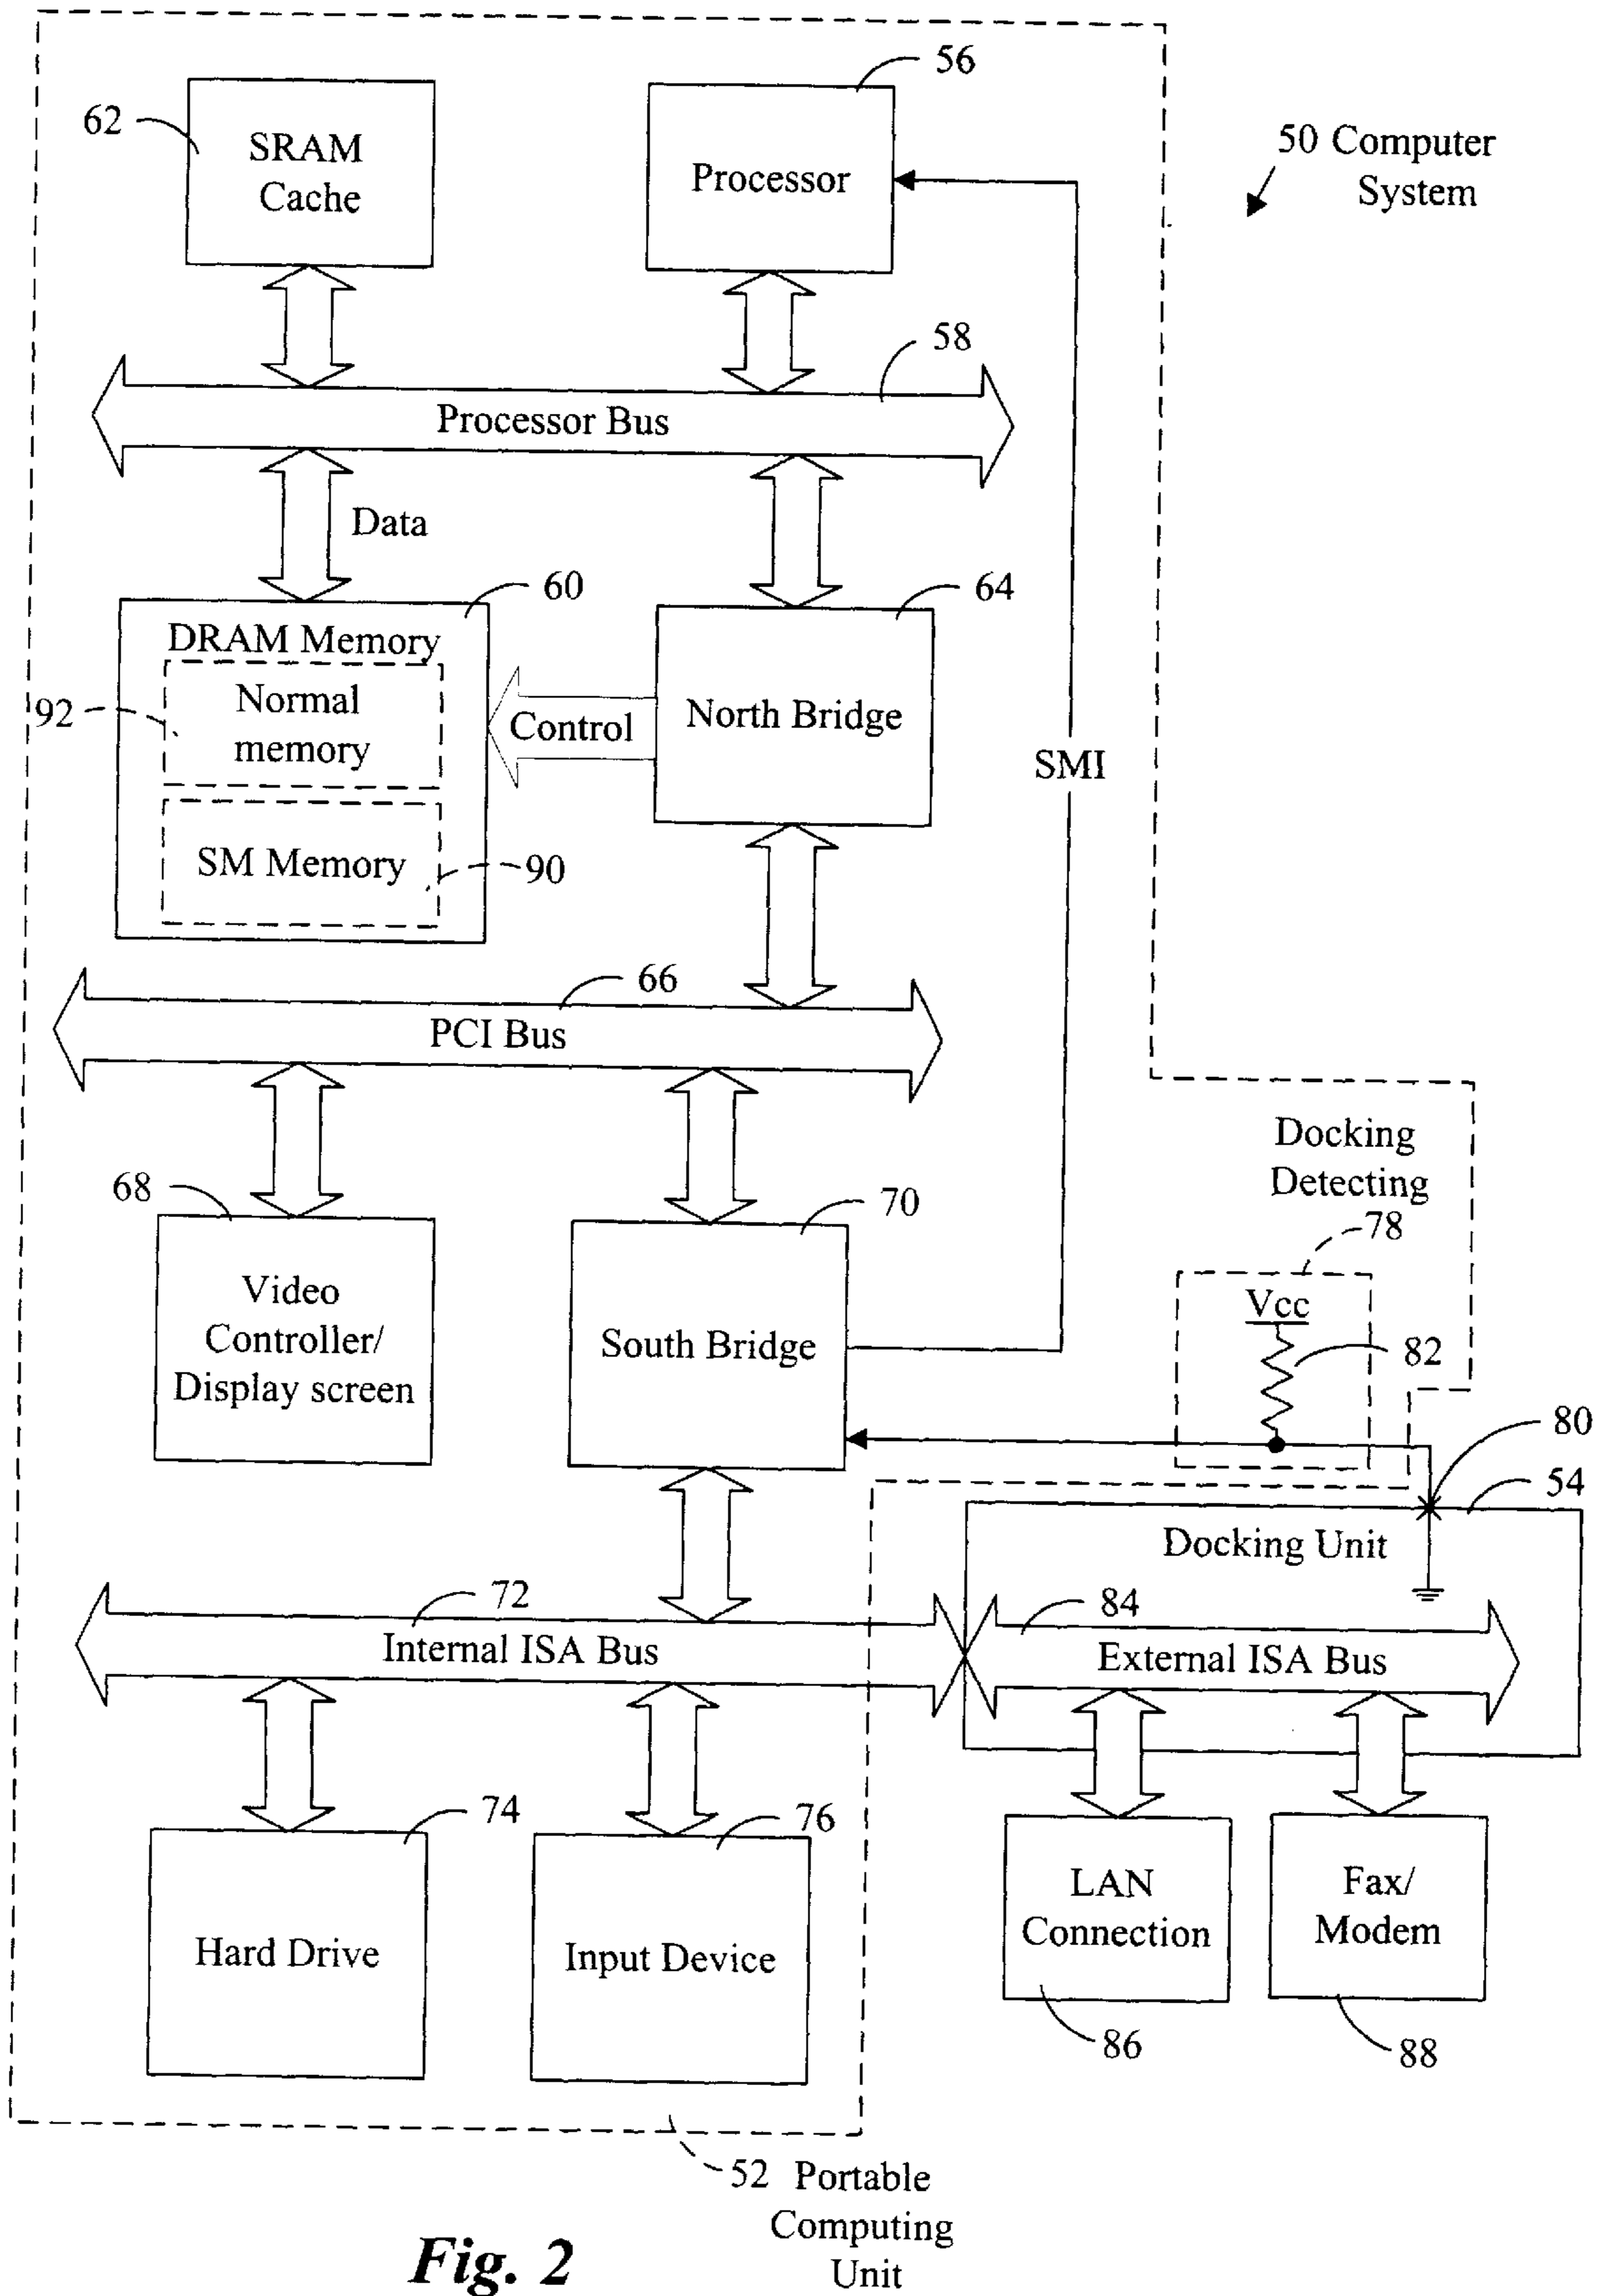 56
62
SRAM
Cache
Processor
50 Computer
System
58
Processor Bus
Data
60
64
DRAM Memory
Normal
memory
92
Control
North Bridge
SMI
SM Memory
90
66
PCI Bus
Docking
Detecting
68
70
78
Vcc
Video
Controller/
Display screen
South Bridge
82
80
54
Docking Unit
72
84
Internal ISA Bus
External ISA Bus
74
76
LAN
Connection
Fax/
Modem
Hard Drive
Input Device
86
88
52 Portable
Computing
Unit
Fig. 2